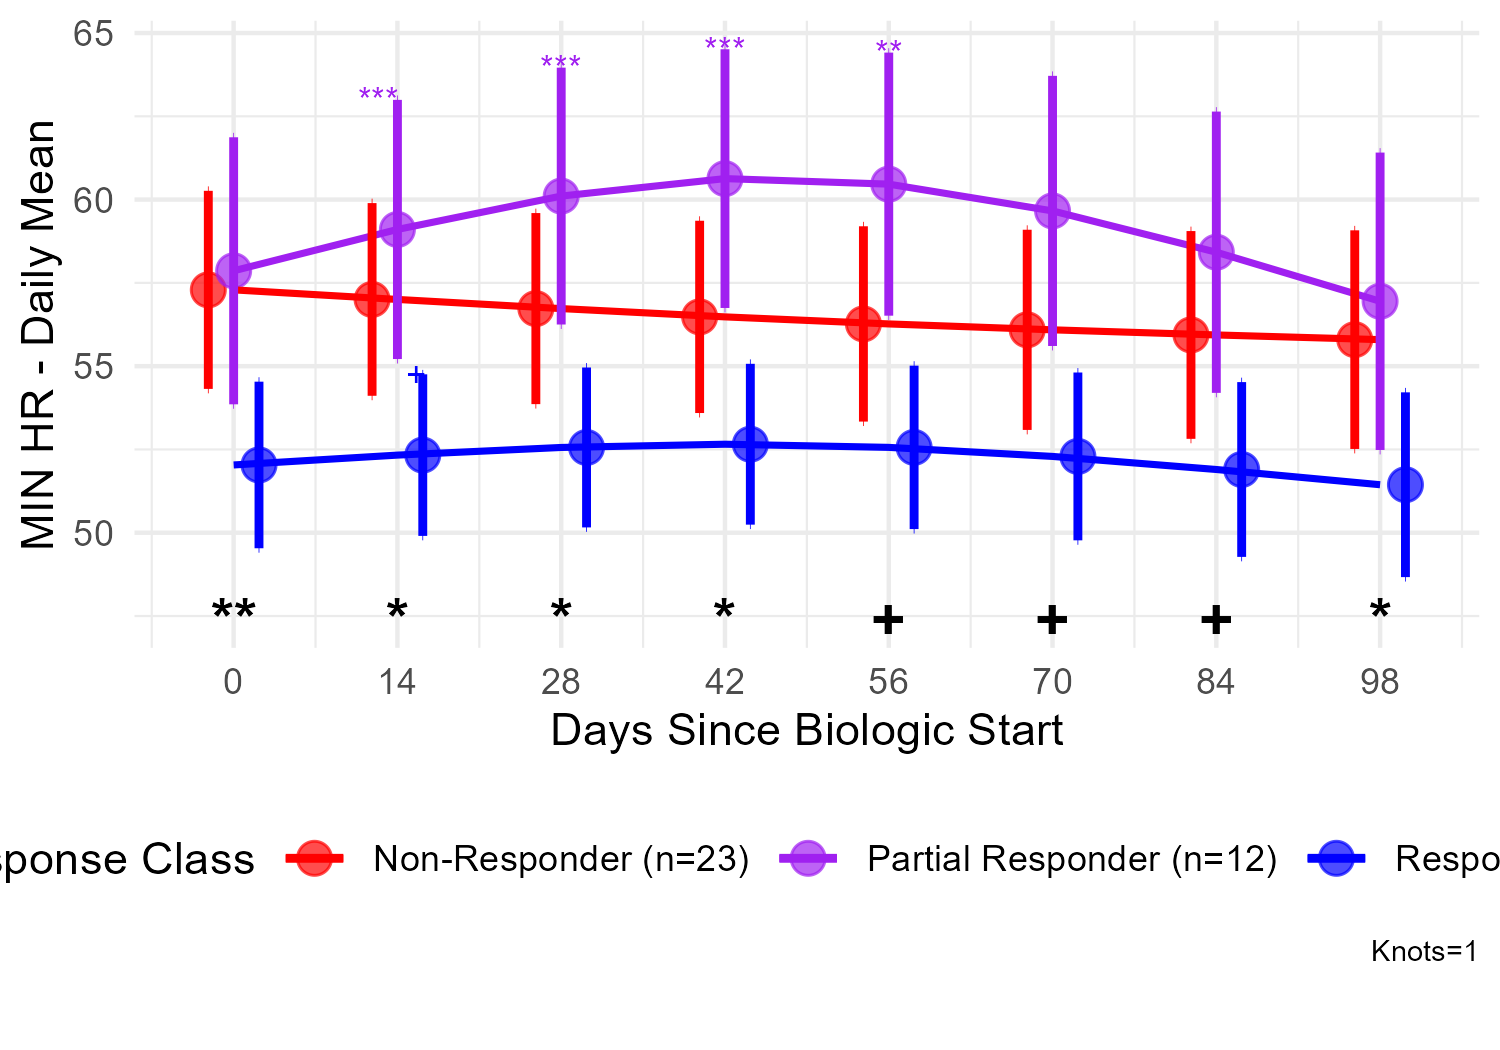 MIN HR - Daily Mean
65
60
55
50
***
***
***
**
+
** * * * + + + *
0 14 28 42 56 70 84 98
Days Since Biologic Start
sponse Class Non-Responder (n=23) Partial Responder (n=12) Respo
Knots=1